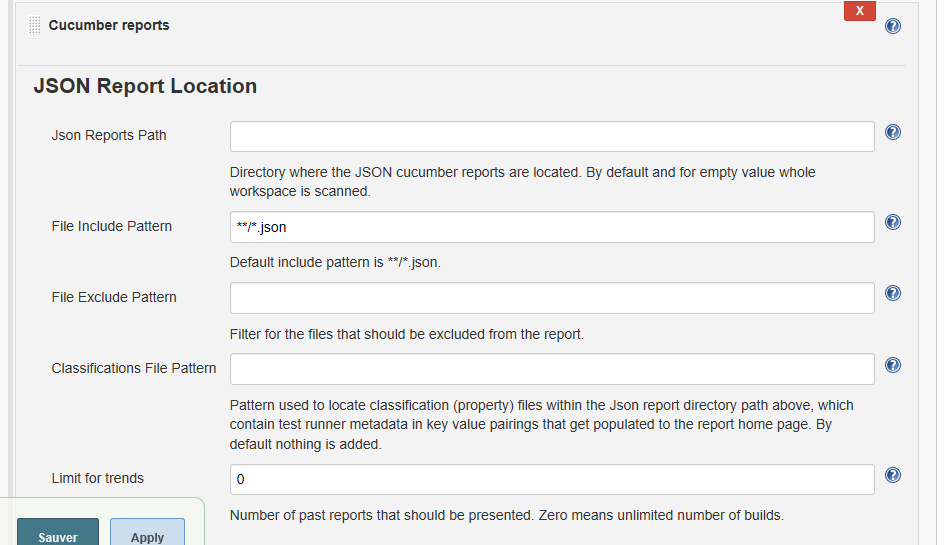 Cucumber reports
X
?
JSON Report Location
Json Reports Path
?
Directory where the JSON cucumber reports are located. By default and for empty value whole
workspace is scanned.
File Include Pattern
**/*.json
?
Default include pattern is **/*.json.
File Exclude Pattern
?
Filter for the files that should be excluded from the report.
Classifications File Pattern
?
Pattern used to locate classification (property) files within the Json report directory path above, which
contain test runner metadata in key value pairings that get populated to the report home page. By
default nothing is added.
Limit for trends
0
?
Number of past reports that should be presented. Zero means unlimited number of builds.
Sauver
Apply